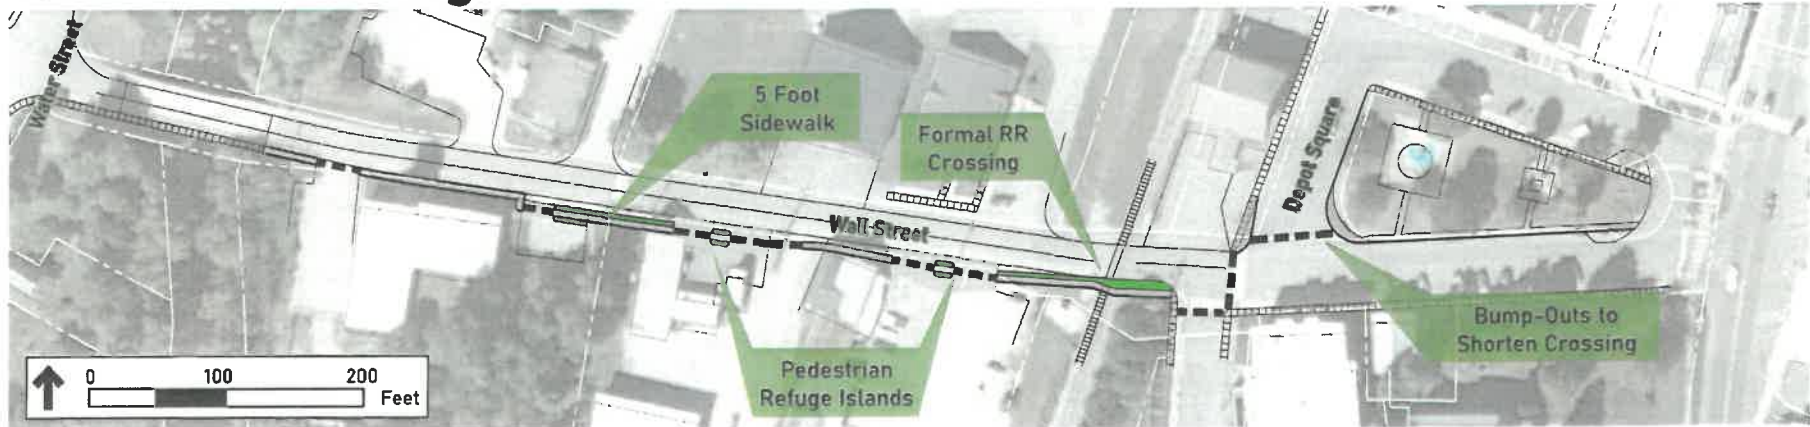 Water Street
5 Foot
Sidewalk
Formal RR
Crossing
Depot Square
Wall Street
Pedestrian
Refuge Islands
Bump-Outs to
Shorten Crossing
0 100 200
Feet